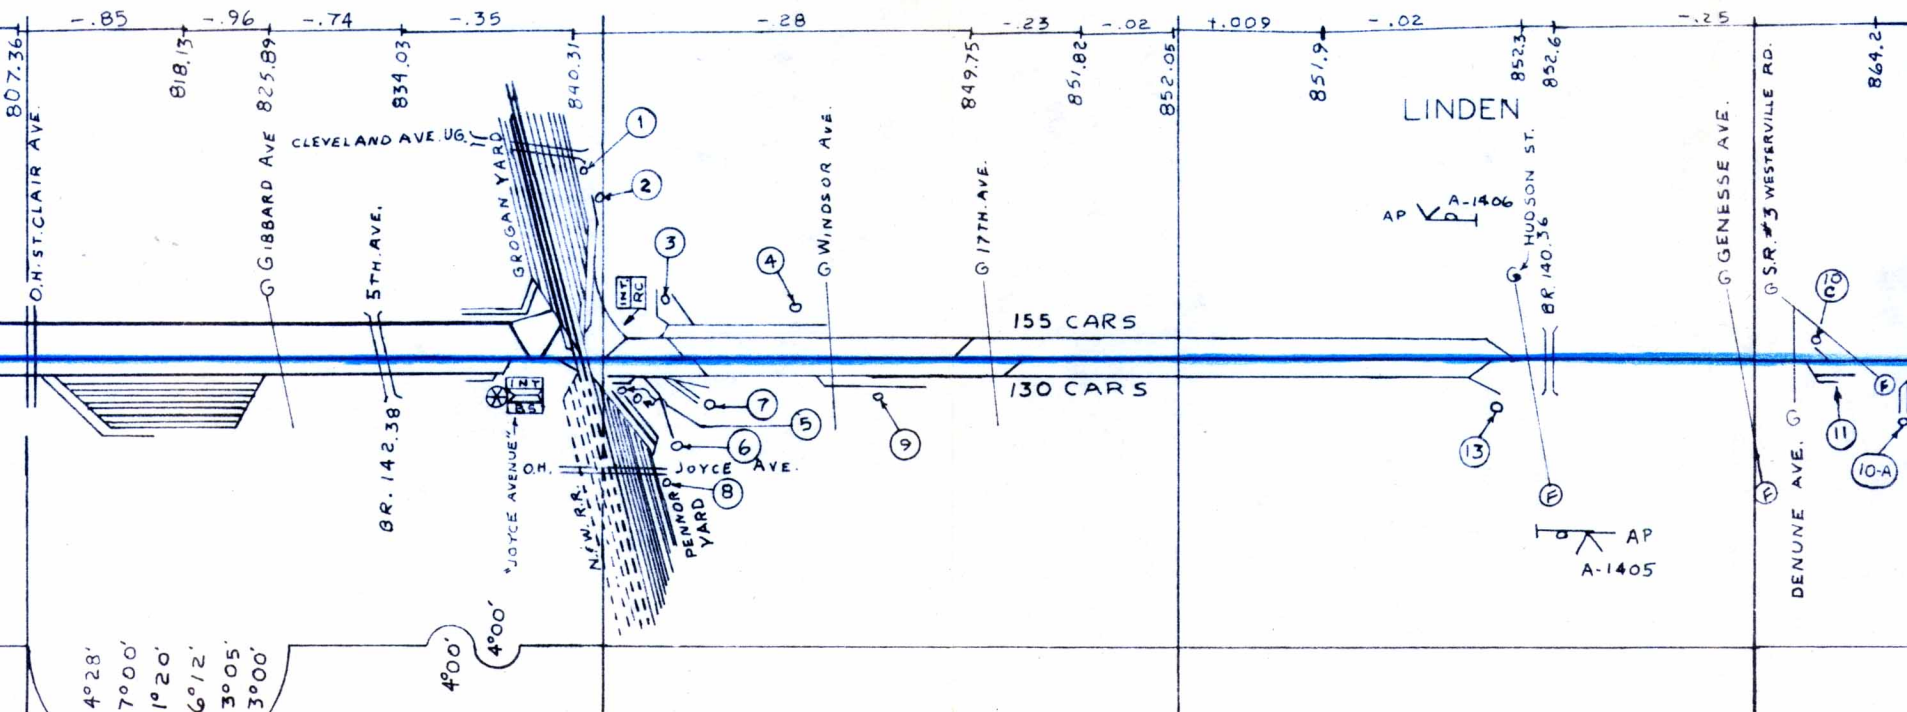 -.85 -.96 -.74 -.35 -.28 -.23 -.02 +.009 -.02 -.25
807.36
818.13
825.89
834.03
840.31
849.75
851.82
852.05
851.9
852.3
852.6
864.2
O.H. ST. CLAIR AVE.
G GIBBARD AVE
5TH. AVE.
BR. 142.38
CLEVELAND AVE. UG.
GROGAN YARD
1
2
3
4
INT.
RC
G WINDSOR AVE.
G 17TH. AVE.
LINDEN
AP A-1406
G HUDSON ST.
BR. 140.36
G GENESSE AVE.
G S.R. #3 WESTERVILLE RD.
155 CARS
130 CARS
INT
B.S.
"JOYCE AVENUE"
7
5
6
8
9
13
11
10-A
O.H. JOYCE AVE.
N.&W. R.R.
PENNOR YARD
F
F
F
DENUNE AVE. G
AP
A-1405
4°28'
7°00'
1°20'
6°12'
3°05'
3°00'
4°00'
4°00'